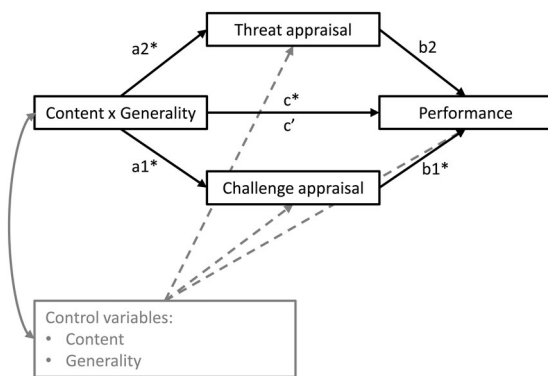 Threat appraisal
a2*
b2
Content x Generality
c*
c’
Performance
a1*
b1*
Challenge appraisal
Control variables:
• Content
• Generality